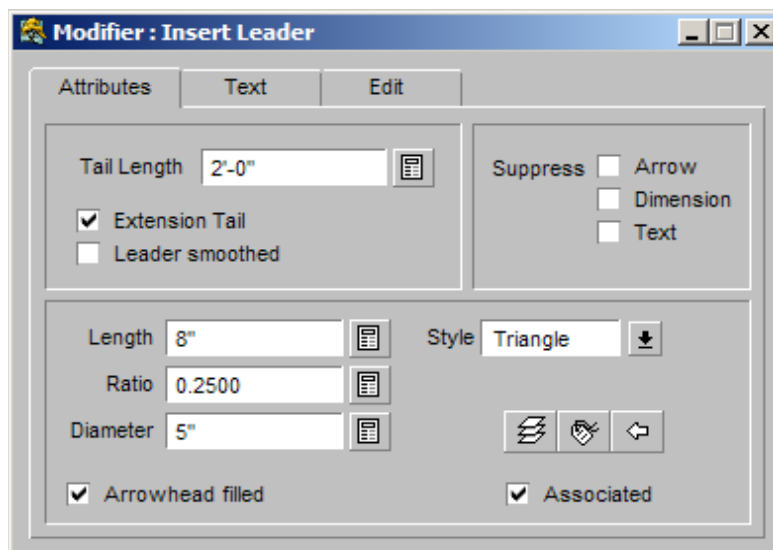 Modifier : Insert Leader
Attributes Text Edit
Tail Length 2'-0"
Extension Tail
Leader smoothed
Suppress Arrow
Dimension
Text
Length 8"
Style Triangle
Ratio 0.2500
Diameter 5"
Arrowhead filled
Associated